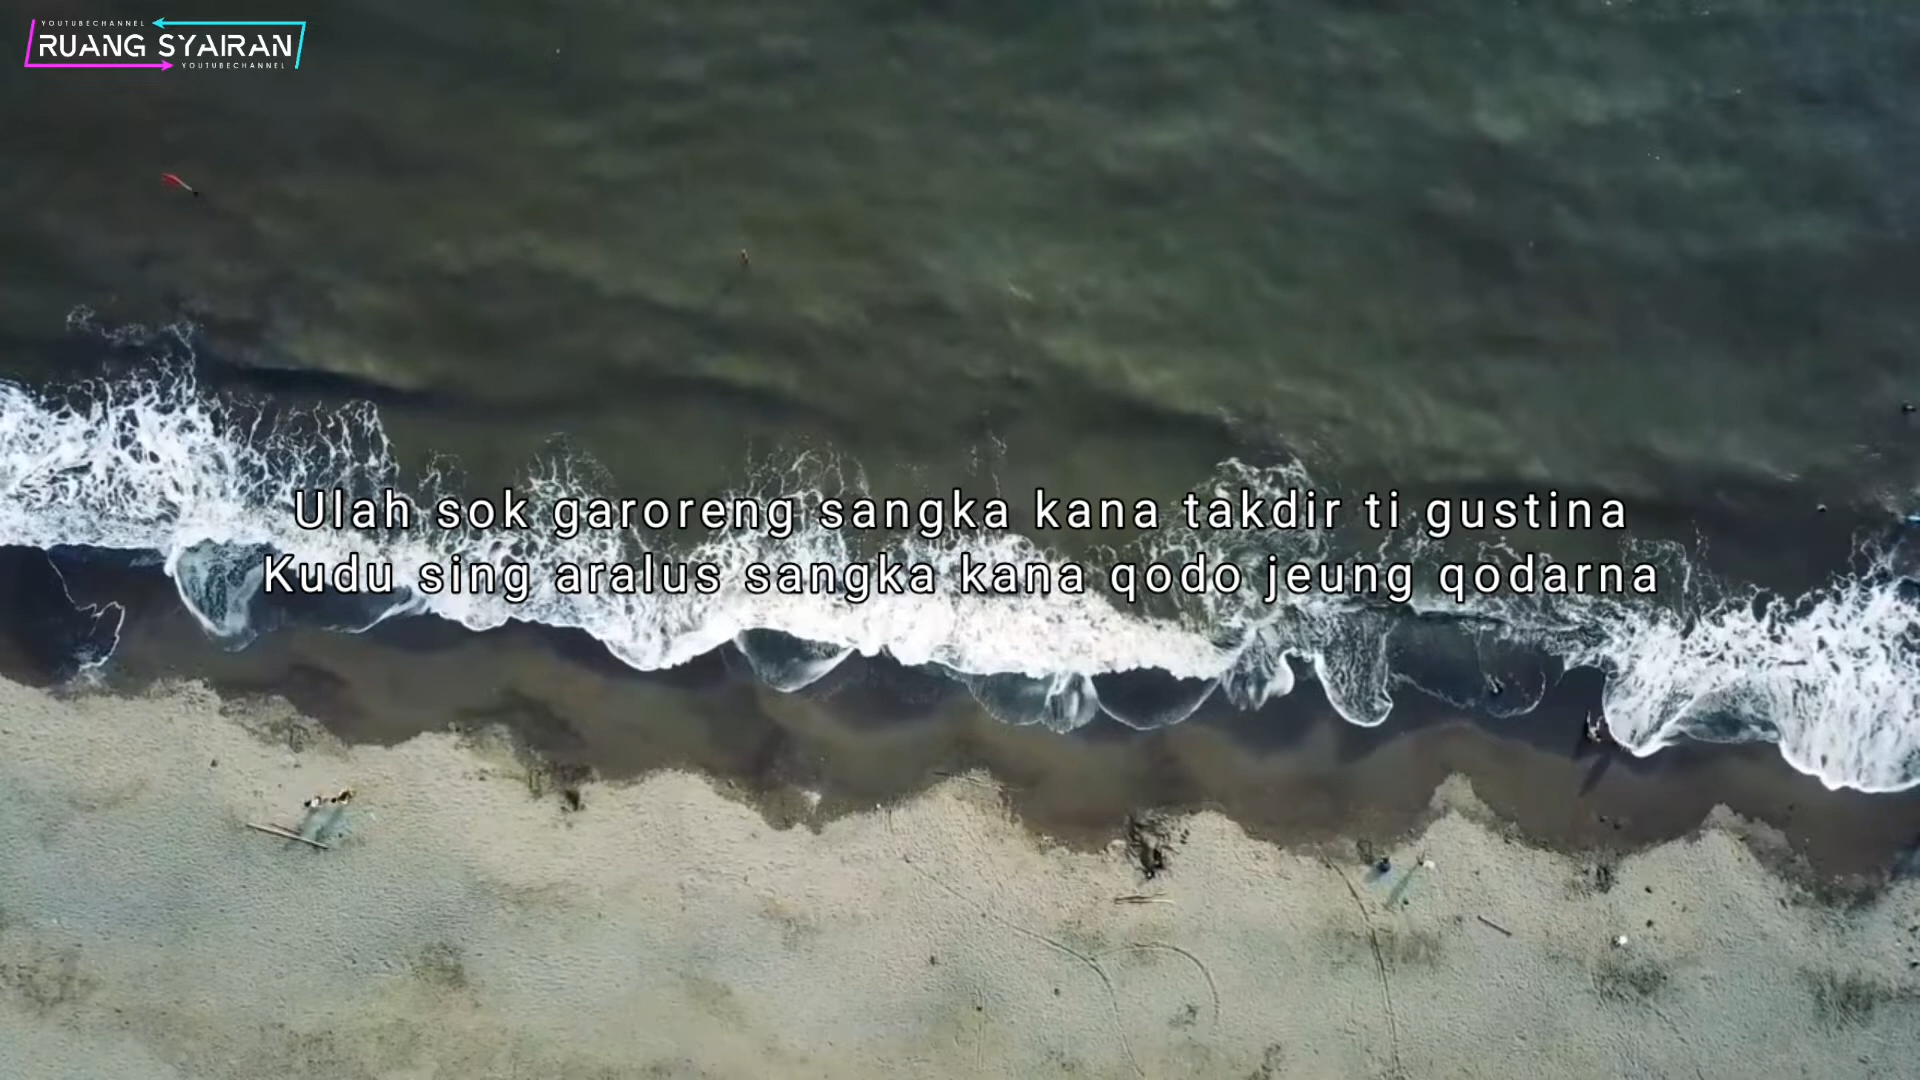 YOUTUBECHANNEL
RUANG SYAIRAN
YOUTUBECHANNEL
Ulah sok garoreng sangka kana takdir ti gustina
Kudu sing aralus sangka kana qodo jeung qodarna